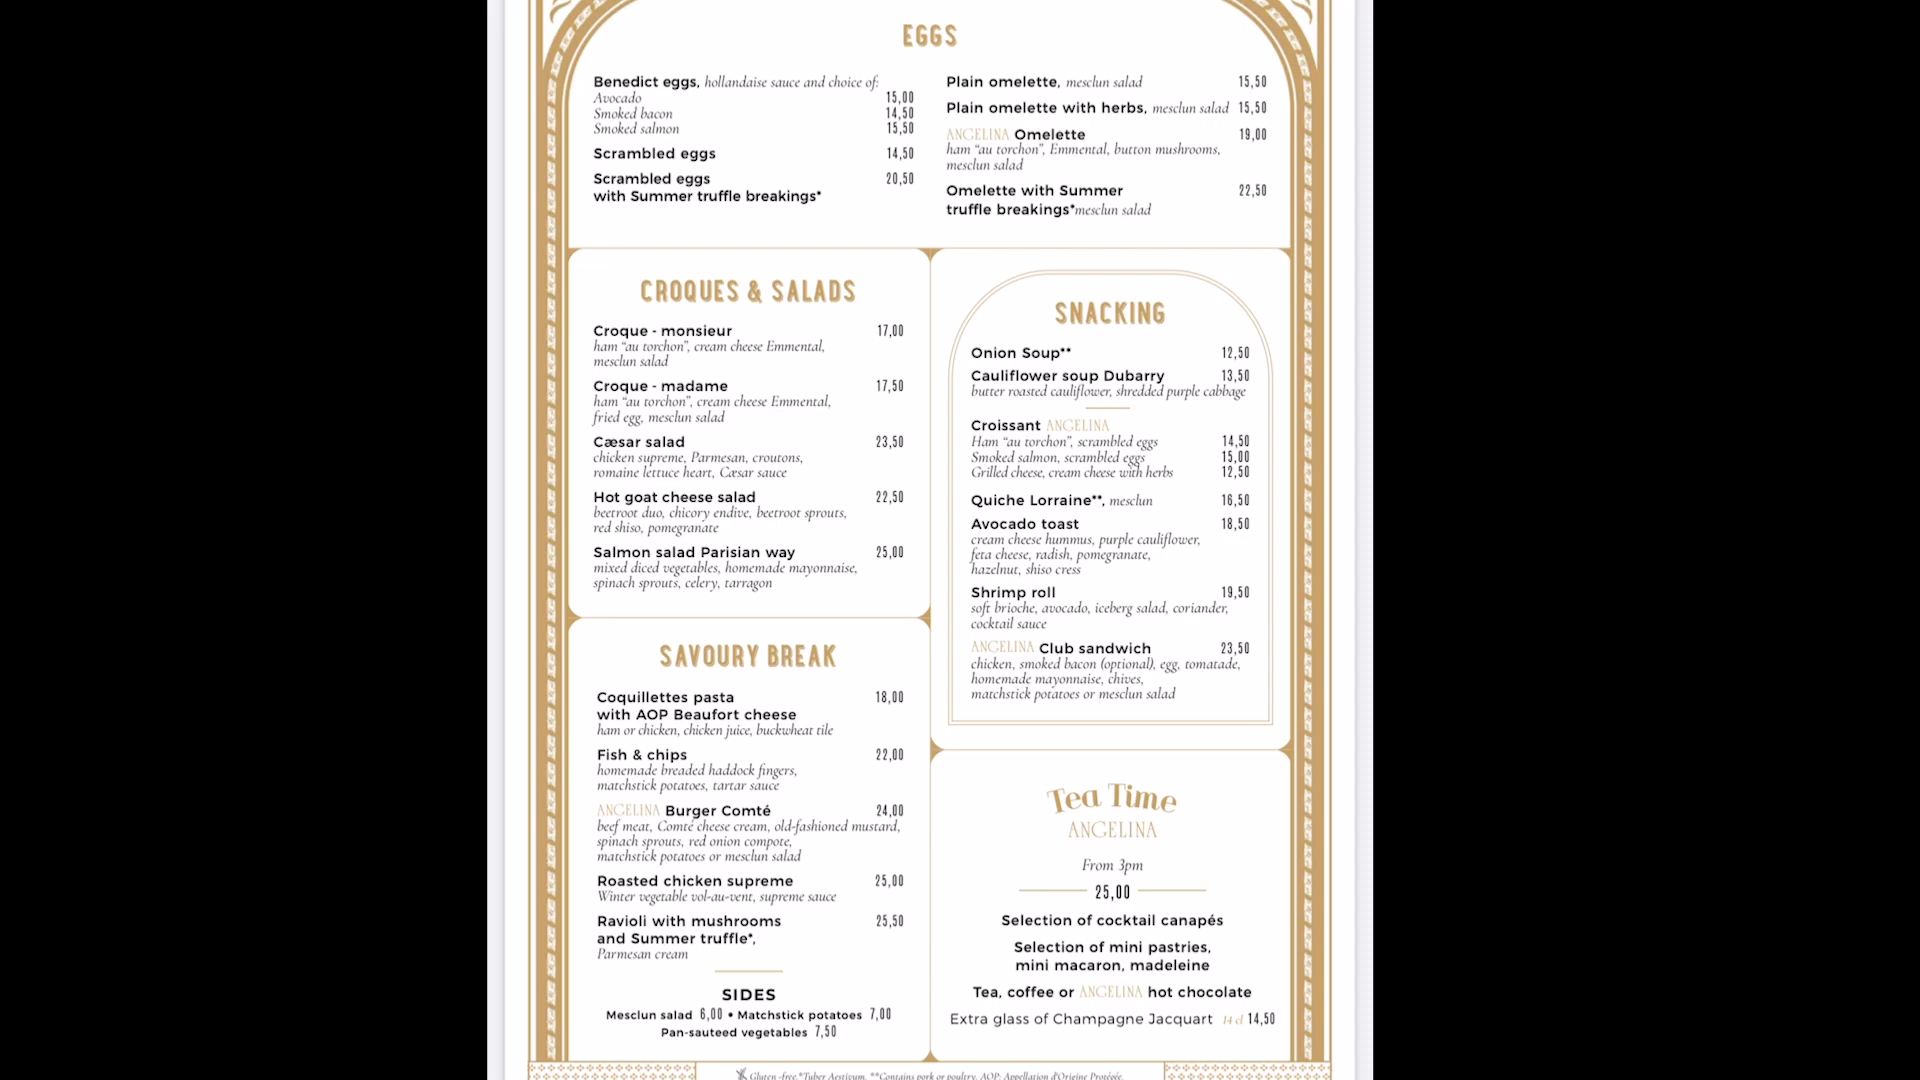 EGGS
Benedict eggs, hollandaise sauce and choice of:
Avocado 15,00
Smoked bacon 14,50
Smoked salmon 15,50
Scrambled eggs 14,50
Scrambled eggs 20,50
with Summer truffle breakings*
Plain omelette, mesclun salad 15,50
Plain omelette with herbs, mesclun salad 15,50
ANGELINA Omelette 19,00
ham “au torchon”, Emmental, button mushrooms,
mesclun salad
Omelette with Summer 22,50
truffle breakings*mesclun salad
CROQUES & SALADS
Croque - monsieur 17,00
ham “au torchon”, cream cheese Emmental,
mesclun salad
Croque - madame 17,50
ham “au torchon”, cream cheese Emmental,
fried egg, mesclun salad
Cæsar salad 23,50
chicken supreme, Parmesan, croutons,
romaine lettuce heart, Cæsar sauce
Hot goat cheese salad 22,50
beetroot duo, chicory endive, beetroot sprouts,
red shiso, pomegranate
Salmon salad Parisian way 25,00
mixed diced vegetables, homemade mayonnaise,
spinach sprouts, celery, tarragon
SNACKING
Onion Soup** 12,50
Cauliflower soup Dubarry 13,50
butter roasted cauliflower, shredded purple cabbage
Croissant ANGELINA
Ham “au torchon”, scrambled eggs 14,50
Smoked salmon, scrambled eggs 15,00
Grilled cheese, cream cheese with herbs 12,50
Quiche Lorraine**, mesclun 16,50
Avocado toast 18,50
cream cheese hummus, purple cauliflower,
feta cheese, radish, pomegranate,
hazelnut, shiso cress
Shrimp roll 19,50
soft brioche, avocado, iceberg salad, coriander,
cocktail sauce
ANGELINA Club sandwich 23,50
chicken, smoked bacon (optional), egg, tomatade,
homemade mayonnaise, chives,
matchstick potatoes or mesclun salad
SAVOURY BREAK
Coquillettes pasta 18,00
with AOP Beaufort cheese
ham or chicken, chicken juice, buckwheat tile
Fish & chips 22,00
homemade breaded haddock fingers,
matchstick potatoes, tartar sauce
ANGELINA Burger Comté 24,00
beef meat, Comté cheese cream, old-fashioned mustard,
spinach sprouts, red onion compote,
matchstick potatoes or mesclun salad
Roasted chicken supreme 25,00
Winter vegetable vol-au-vent, supreme sauce
Ravioli with mushrooms 25,50
and Summer truffle*,
Parmesan cream
SIDES
Mesclun salad 6,00 • Matchstick potatoes 7,00
Pan-sauteed vegetables 7,50
Tea Time
ANGELINA
From 3pm
25,00
Selection of cocktail canapés
Selection of mini pastries,
mini macaron, madeleine
Tea, coffee or ANGELINA hot chocolate
Extra glass of Champagne Jacquart 14 cl 14,50
Gluten -free.*Tuber Aestivum. **Contains pork or poultry. AOP: Appellation d'Origine Protégée.